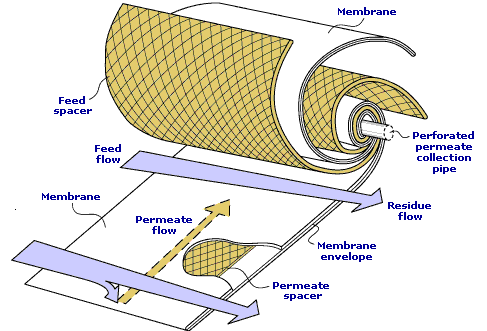 Membrane
Feed
spacer
Perforated
permeate
collection
pipe
Feed
flow
Membrane
Residue
flow
Permeate
flow
Membrane
envelope
Permeate
spacer